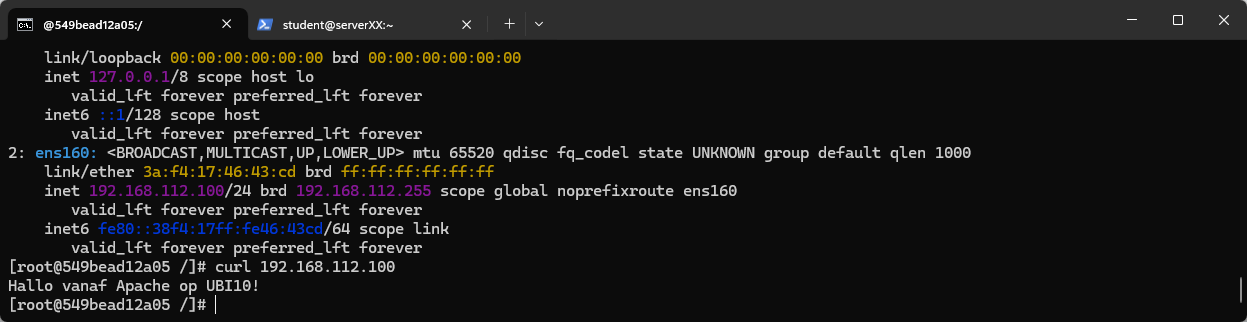 @549bead12a05:/
student@serverXX:~
link/loopback 00:00:00:00:00:00 brd 00:00:00:00:00:00
inet 127.0.0.1/8 scope host lo
valid_lft forever preferred_lft forever
inet6 ::1/128 scope host
valid_lft forever preferred_lft forever
2: ens160: <BROADCAST,MULTICAST,UP,LOWER_UP> mtu 65520 qdisc fq_codel state UNKNOWN group default qlen 1000
link/ether 3a:f4:17:46:43:cd brd ff:ff:ff:ff:ff:ff
inet 192.168.112.100/24 brd 192.168.112.255 scope global noprefixroute ens160
valid_lft forever preferred_lft forever
inet6 fe80::38f4:17ff:fe46:43cd/64 scope link
valid_lft forever preferred_lft forever
[root@549bead12a05 /]# curl 192.168.112.100
Hallo vanaf Apache op UBI10!
[root@549bead12a05 /]#